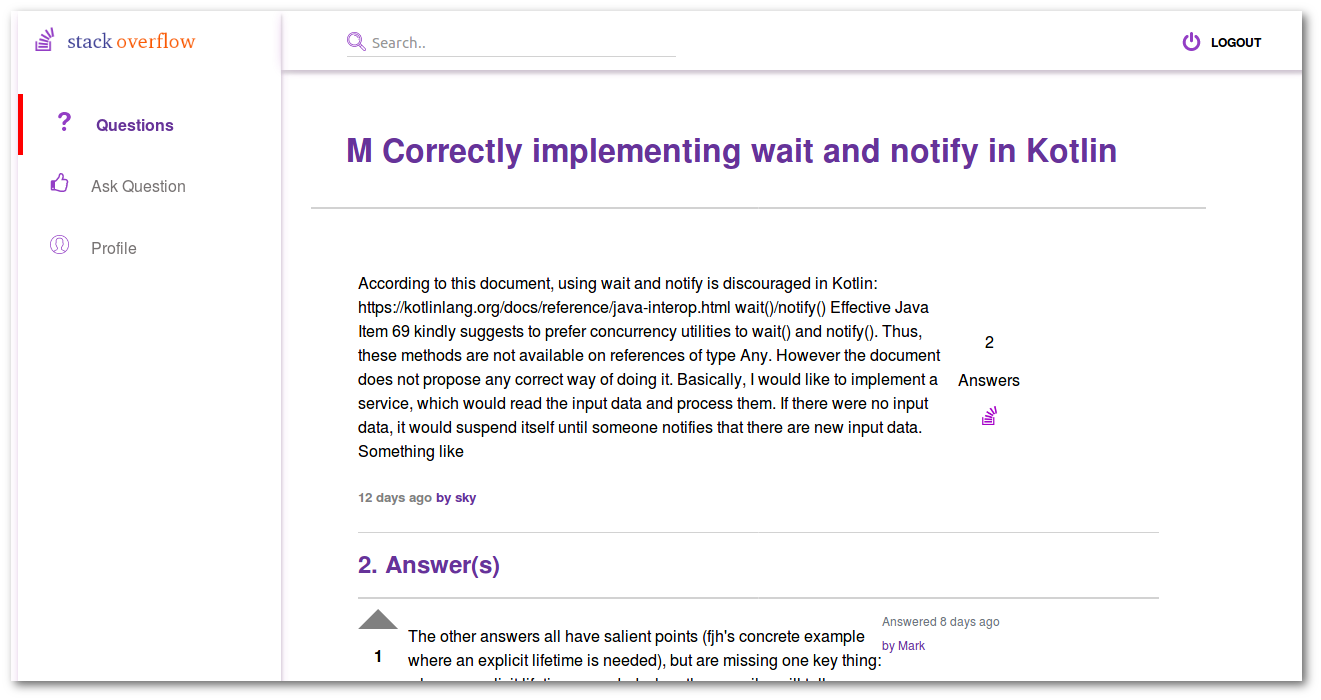 stack overflow
Search..
LOGOUT
? Questions
Ask Question
Profile
M Correctly implementing wait and notify in Kotlin
According to this document, using wait and notify is discouraged in Kotlin:
https://kotlinlang.org/docs/reference/java-interop.html wait()/notify() Effective Java
Item 69 kindly suggests to prefer concurrency utilities to wait() and notify(). Thus,
these methods are not available on references of type Any. However the document
does not propose any correct way of doing it. Basically, I would like to implement a
service, which would read the input data and process them. If there were no input
data, it would suspend itself until someone notifies that there are new input data.
Something like
2
Answers
12 days ago by sky
2. Answer(s)
1
The other answers all have salient points (fjh's concrete example
where an explicit lifetime is needed), but are missing one key thing:
Answered 8 days ago
by Mark